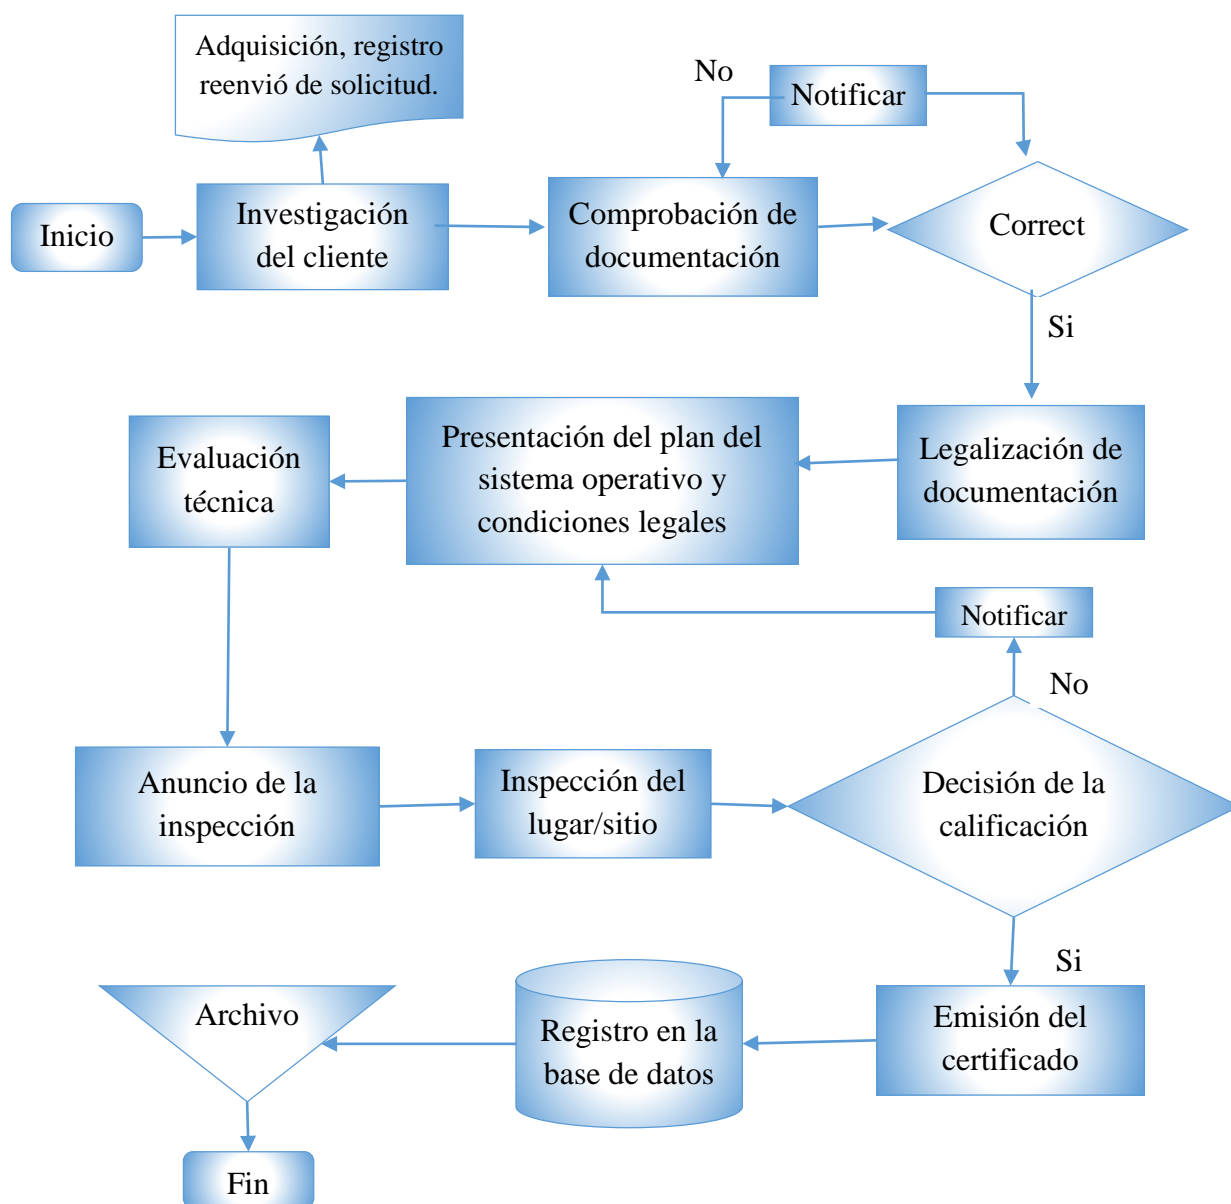 Adquisición, registro
reenvió de solicitud.
No
Notificar
Inicio
Investigación
del cliente
Comprobación de
documentación
Correct
Si
Evaluación
técnica
Presentación del plan del
sistema operativo y
condiciones legales
Legalización de
documentación
Notificar
No
Anuncio de la
inspección
Inspección del
lugar/sitio
Decisión de la
calificación
Si
Archivo
Registro en la
base de datos
Emisión del
certificado
Fin